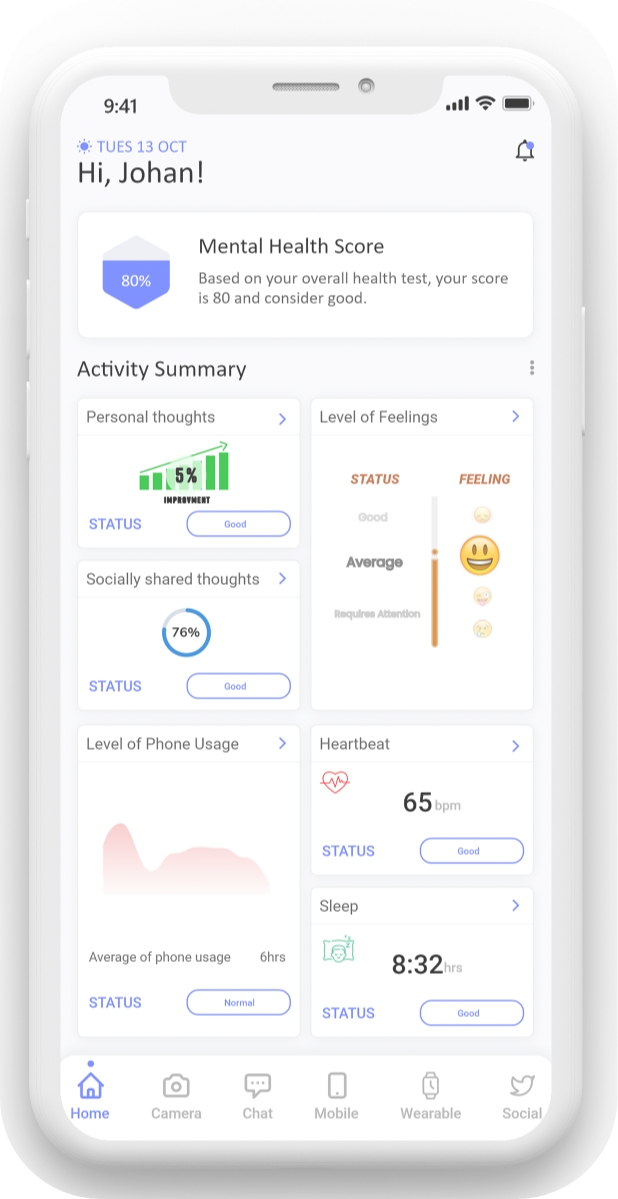 9:41
TUES 13 OCT
Hi, Johan!
Mental Health Score
80%
Based on your overall health test, your score
is 80 and consider good.
Activity Summary
Personal thoughts
5%
IMPROVMENT
STATUS
Good
Socially shared thoughts
76%
STATUS
Good
Level of Feelings
STATUS
FEELING
Good
Average
Requires Attention
Level of Phone Usage
Average of phone usage 6hrs
STATUS
Normal
Heartbeat
65 bpm
STATUS
Good
Sleep
8:32hrs
STATUS
Good
Home
Camera
Chat
Mobile
Wearable
Social